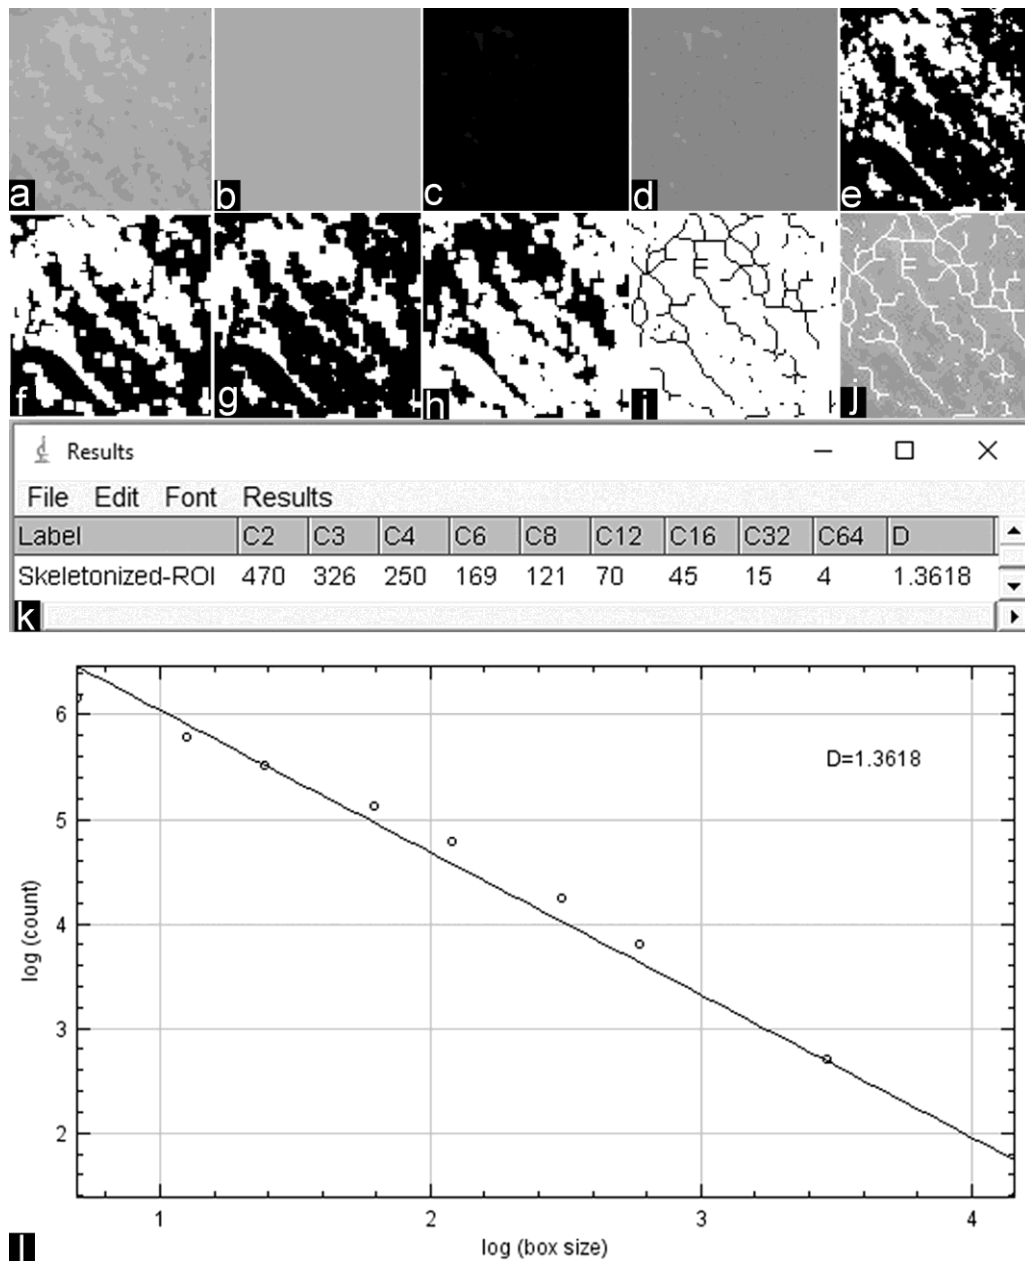 a b c d e
f g h i j
Results
File Edit Font Results
Label C2 C3 C4 C6 C8 C12 C16 C32 C64 D
Skeletonized-ROI 470 326 250 169 121 70 45 15 4 1.3618
k
6
D=1.3618
5
log (count)
4
3
2
1 2 3 4
log (box size)
l